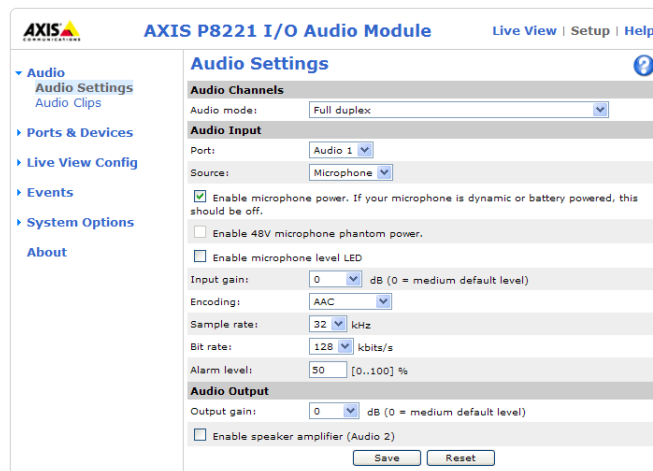 AXIS
COMMUNICATIONS
AXIS P8221 I/O Audio Module
Live View | Setup | Help
Audio
Audio Settings
Audio Clips
Ports & Devices
Live View Config
Events
System Options
About
Audio Settings
?
Audio Channels
Audio mode: Full duplex
Audio Input
Port: Audio 1
Source: Microphone
Enable microphone power. If your microphone is dynamic or battery powered, this
should be off.
Enable 48V microphone phantom power.
Enable microphone level LED
Input gain: 0 dB (0 = medium default level)
Encoding: AAC
Sample rate: 32 kHz
Bit rate: 128 kbits/s
Alarm level: 50 [0..100] %
Audio Output
Output gain: 0 dB (0 = medium default level)
Enable speaker amplifier (Audio 2)
Save Reset